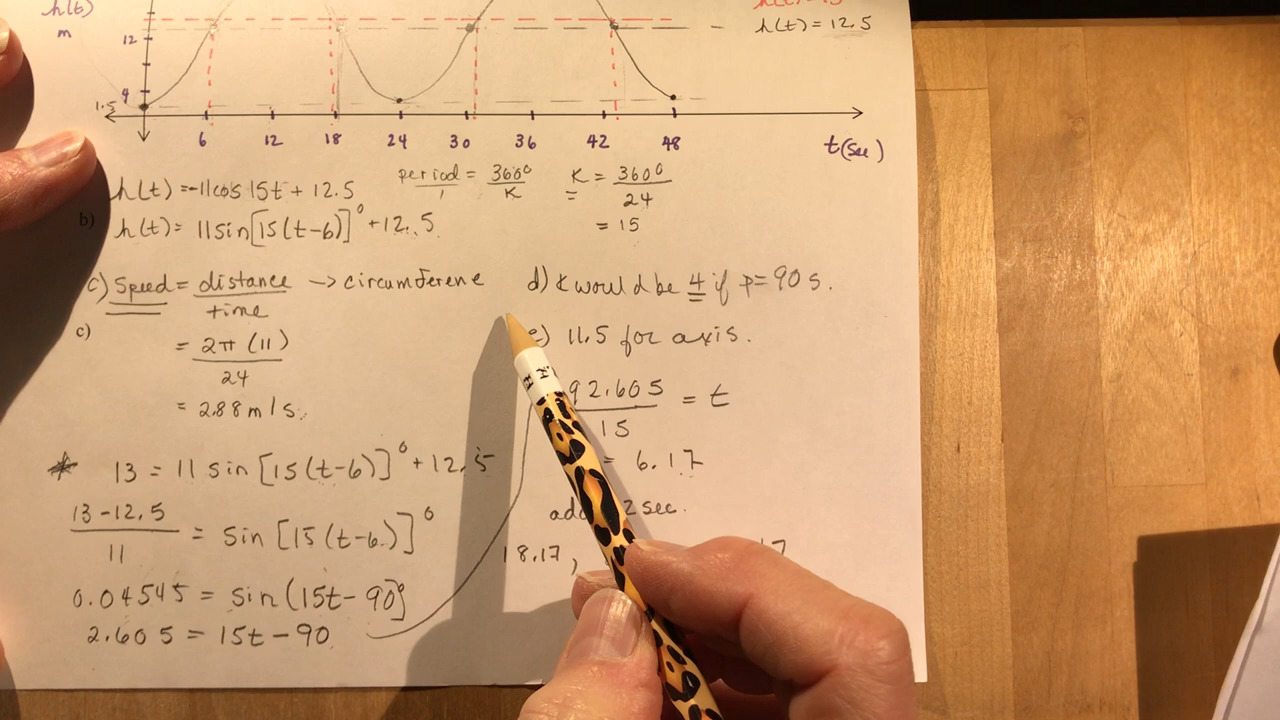 h(t)
m
12
h(t) = 12.5
4
1.5
6 12 18 24 30 36 42 48
t(sec)
h(t) = -11cos 15t + 12.5
period = 360° / K
K = 360° / 24
= 15
b) h(t) = 11 sin[15(t-6)]° + 12.5
c) Speed = distance / time → circumference
c)
= 2π (11) / 24
= 2.88 m/s.
* 13 = 11 sin [15(t-6)]° + 12.5
13 - 12.5 / 11 = sin [15(t-6)]°
0.04545 = sin (15t - 90)°
2.605 = 15t - 90
d) K would be 4 if p = 90 s.
e) 11.5 for axis.
92.605 / 15 = t
= 6.17
2 sec.
18.17,